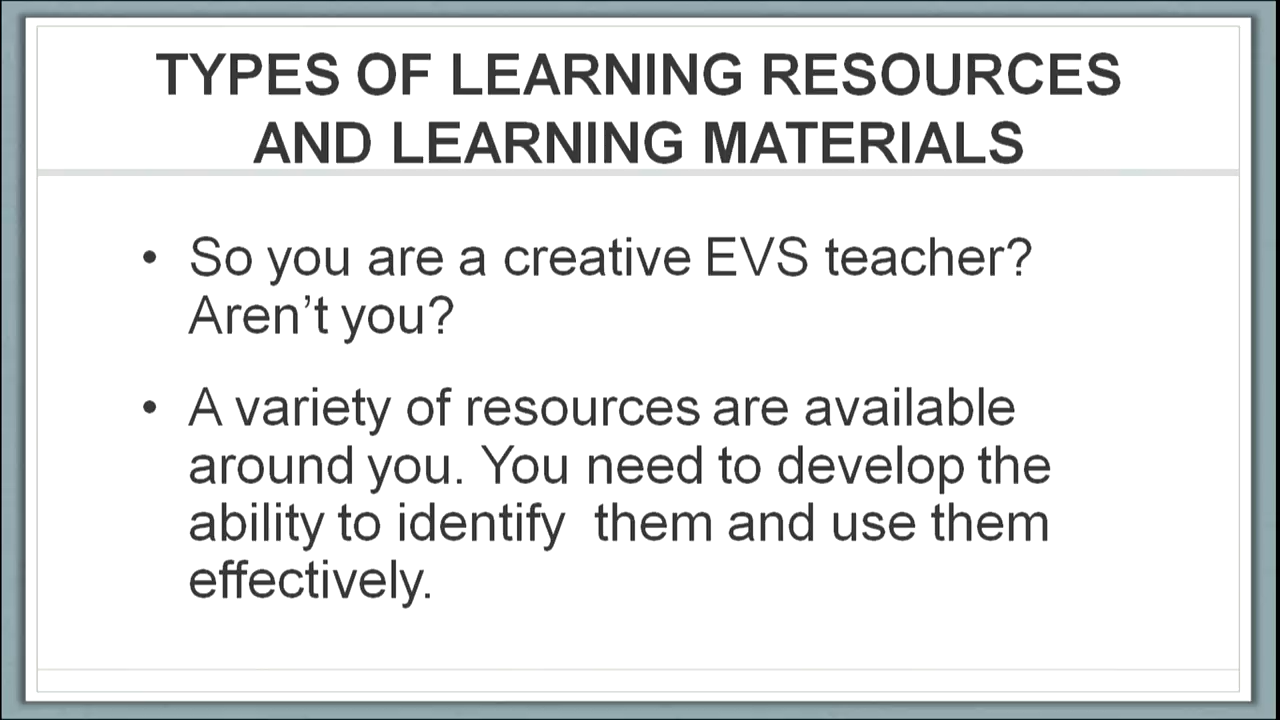 TYPES OF LEARNING RESOURCES
AND LEARNING MATERIALS
• So you are a creative EVS teacher?
Aren’t you?
• A variety of resources are available
around you. You need to develop the
ability to identify  them and use them
effectively.